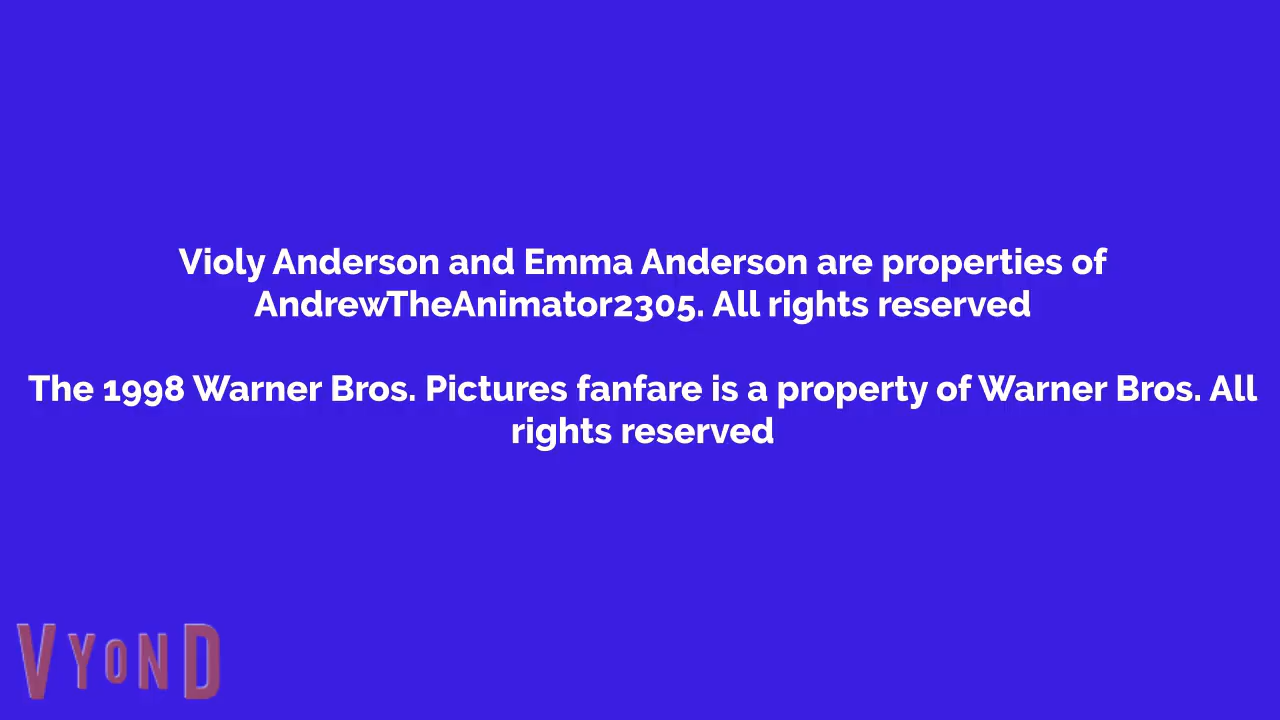 Violy Anderson and Emma Anderson are properties of
AndrewTheAnimator2305. All rights reserved
The 1998 Warner Bros. Pictures fanfare is a property of Warner Bros. All
rights reserved
VYOND